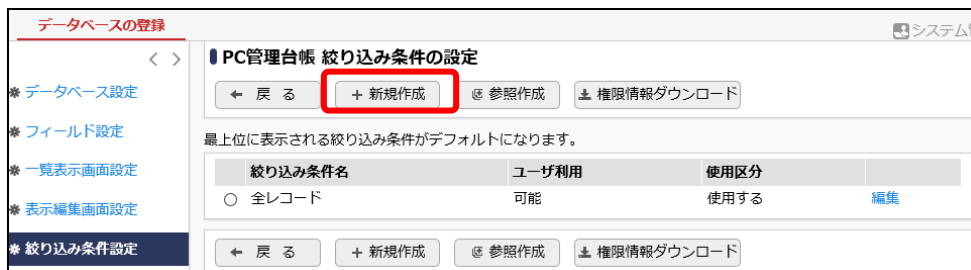 データベースの登録
システム
< >
PC管理台帳 絞り込み条件の設定
データベース設定
← 戻 る + 新規作成 参照作成 権限情報ダウンロード
フィールド設定
最上位に表示される絞り込み条件がデフォルトになります。
一覧表示画面設定
絞り込み条件名 ユーザ利用 使用区分
全レコード 可能 使用する 編集
表示編集画面設定
絞り込み条件設定
← 戻 る + 新規作成 参照作成 権限情報ダウンロード